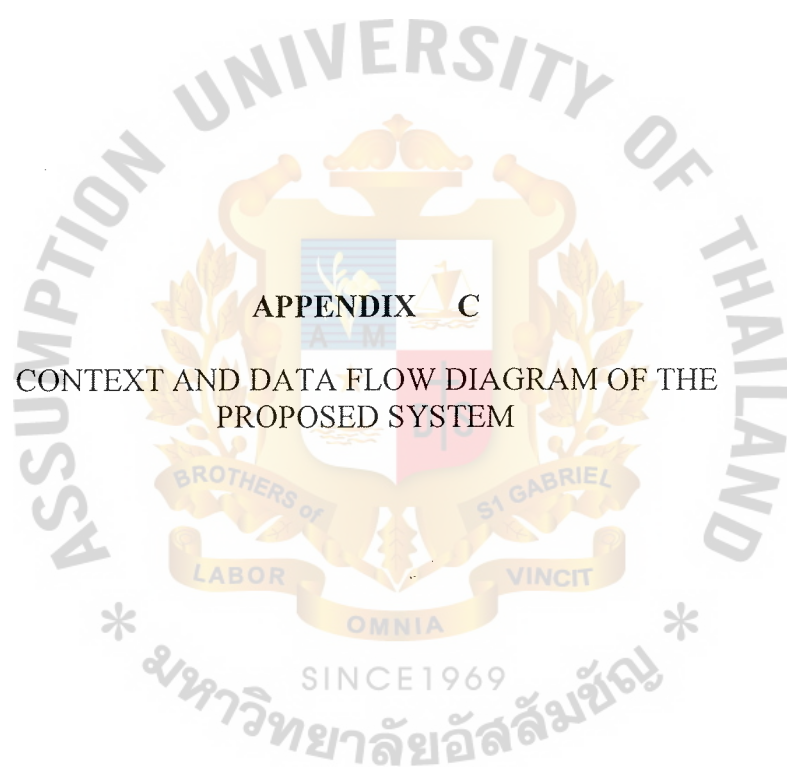 ASSUMPTION UNIVERSITY OF THAILAND
APPENDIX C
A M
CONTEXT AND DATA FLOW DIAGRAM OF THE
PROPOSED SYSTEM
D S
BROTHERS of
S1 GABRIEL
LABOR
VINCIT
OMNIA
* SINCE1969 *
มหาวิทยาลัยอัสสัมชัญ